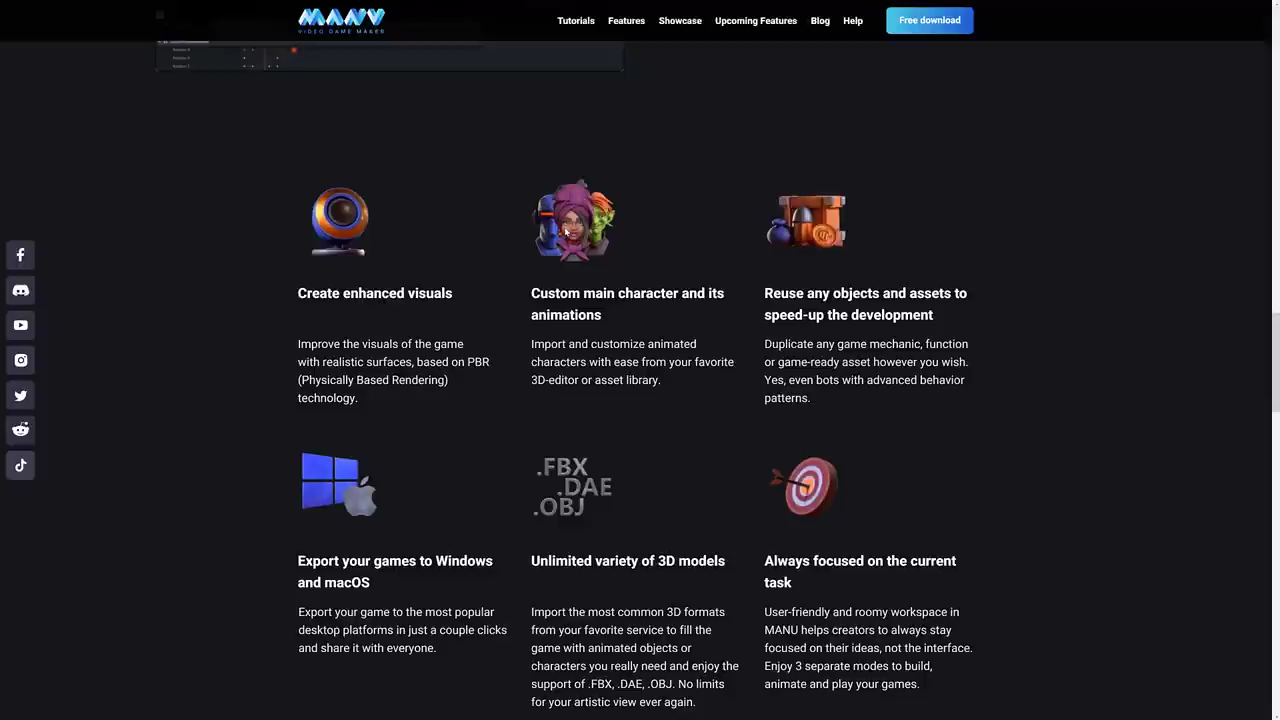 MANU
VIDEO GAME MAKER
Tutorials
Features
Showcase
Upcoming Features
Blog
Help
Free download
Create enhanced visuals
Improve the visuals of the game
with realistic surfaces, based on PBR
(Physically Based Rendering)
technology.
Custom main character and its
animations
Import and customize animated
characters with ease from your favorite
3D-editor or asset library.
Reuse any objects and assets to
speed-up the development
Duplicate any game mechanic, function
or game-ready asset however you wish.
Yes, even bots with advanced behavior
patterns.
Export your games to Windows
and macOS
Export your game to the most popular
desktop platforms in just a couple clicks
and share it with everyone.
.FBX
.DAE
.OBJ
Unlimited variety of 3D models
Import the most common 3D formats
from your favorite service to fill the
game with animated objects or
characters you really need and enjoy the
support of .FBX, .DAE, .OBJ. No limits
for your artistic view ever again.
Always focused on the current
task
User-friendly and roomy workspace in
MANU helps creators to always stay
focused on their ideas, not the interface.
Enjoy 3 separate modes to build,
animate and play your games.